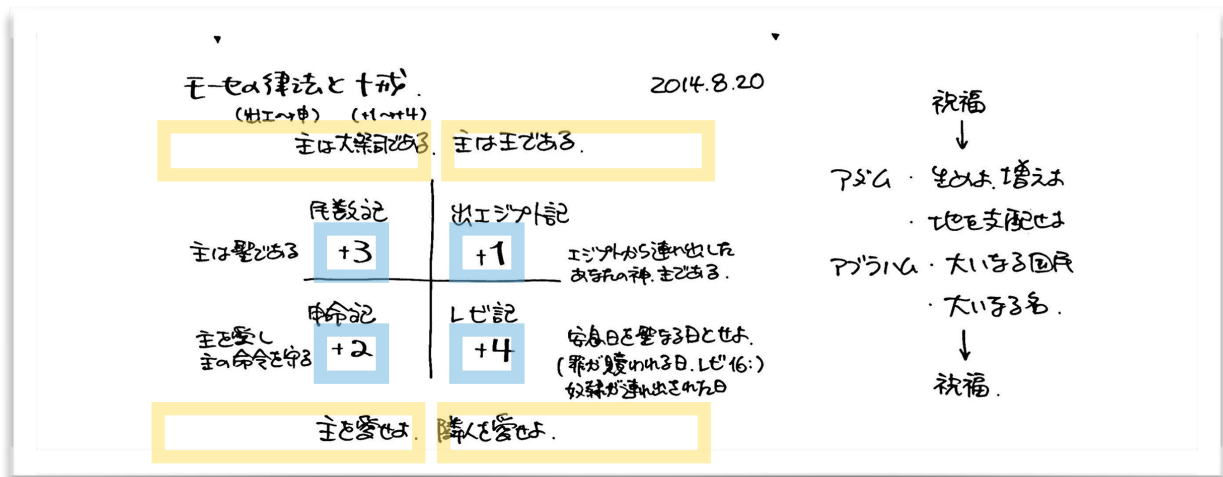 モーセの律法と十戒.
2014.8.20
(出エ〜申) (+1〜+4)
主は大祭司である. 主は王である.
民数記 出エジプト記
主は聖である +3 +1 エジプトから連れ出した
あなたの神.主である.
申命記 レビ記
主を愛し
主の命令を守る +2 +4 安息日を聖なる日とせよ.
(罪が贖われる日.レビ16:)
奴隷が連れ出された日
主を愛せよ. 隣人を愛せよ.
祝福
↓
アダム・生めよ.増えよ
・地を支配せよ
アブラハム・大いなる国民
・大いなる名.
↓
祝福.